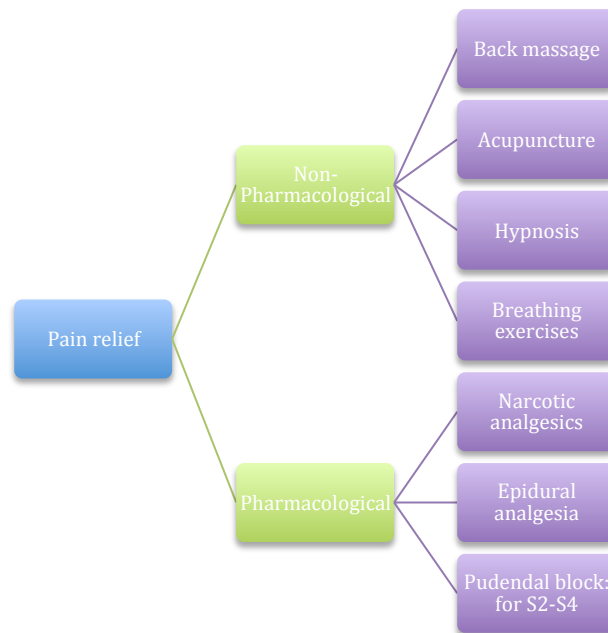 Pain relief
Non-
Pharmacological
Back massage
Acupuncture
Hypnosis
Breathing
exercises
Pharmacological
Narcotic
analgesics
Epidural
analgesia
Pudendal block:
for S2-S4